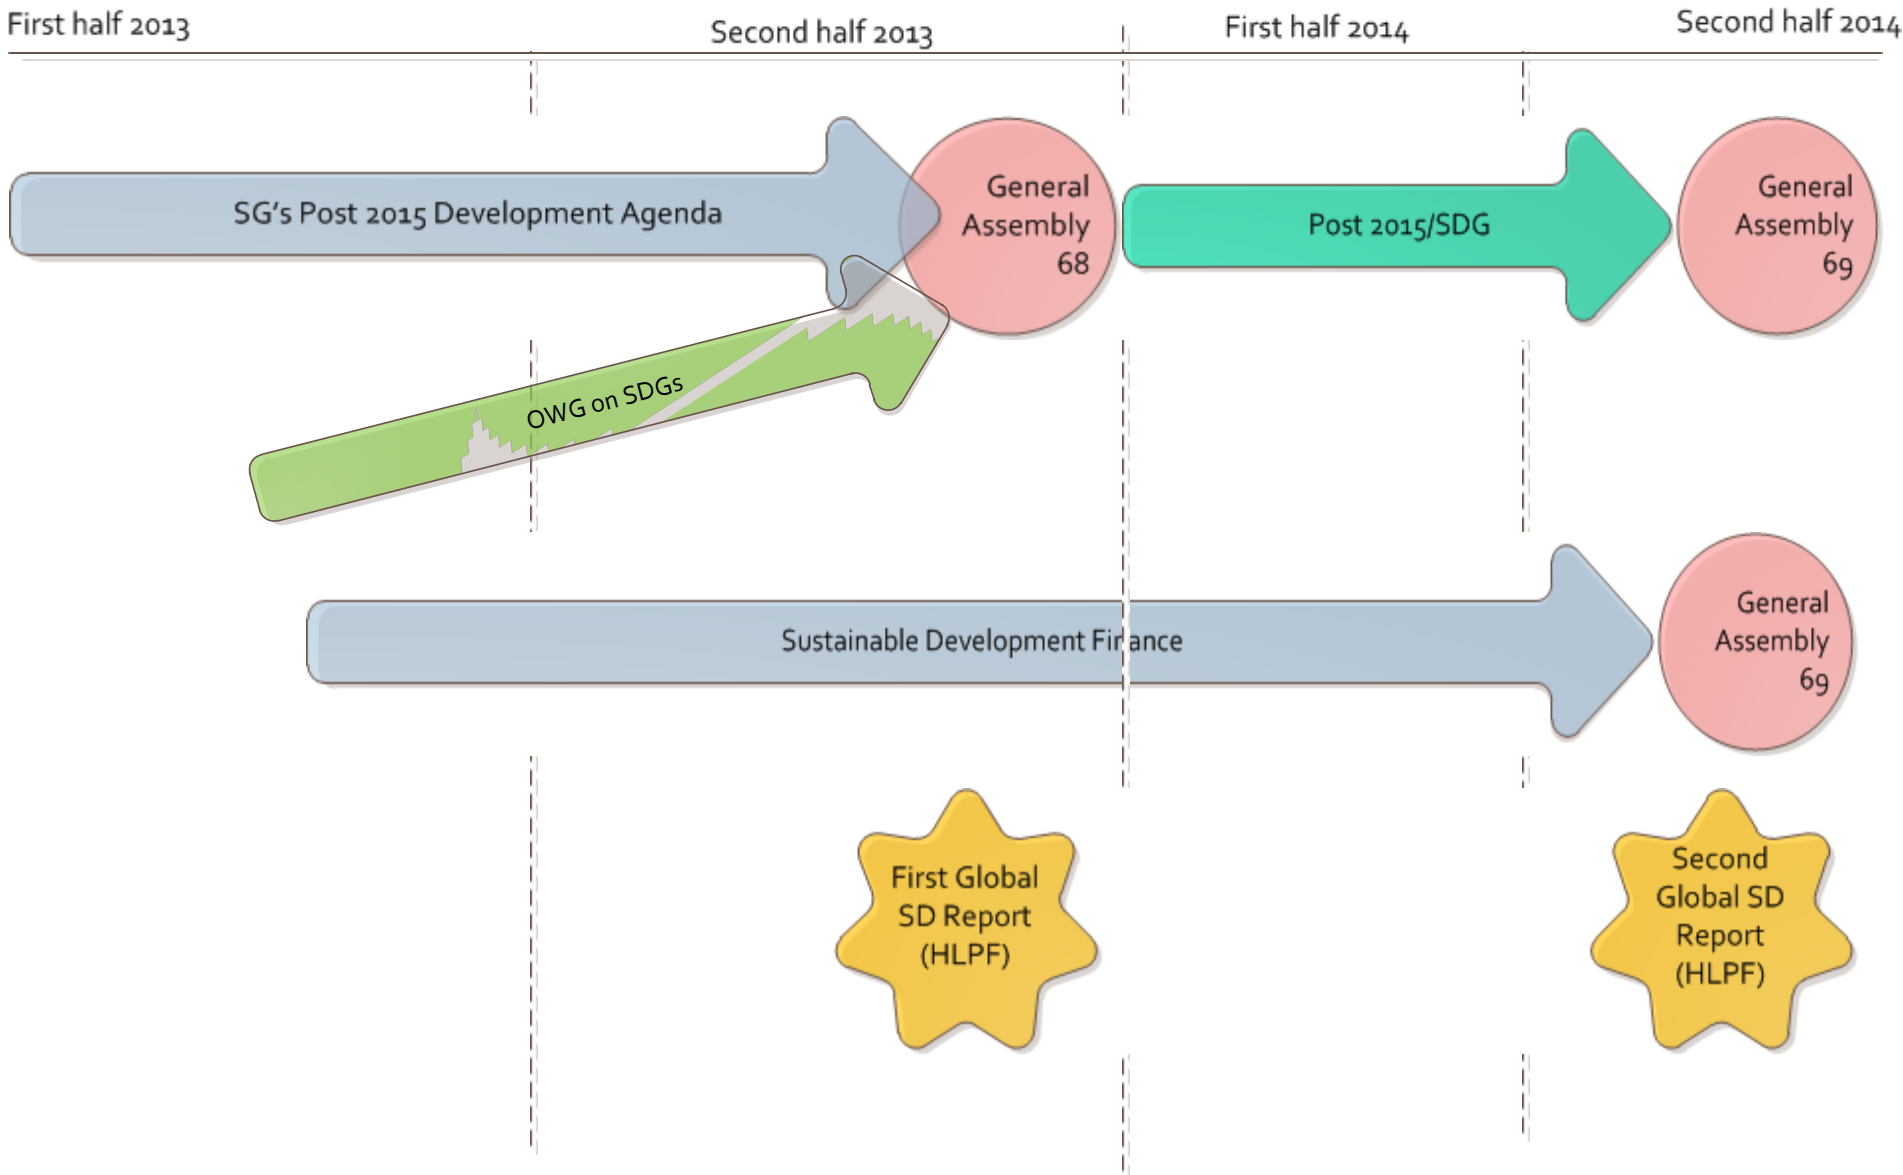 First half 2013
Second half 2013
First half 2014
Second half 2014
SG's Post 2015 Development Agenda
General
Assembly
68
Post 2015/SDG
General
Assembly
69
OWG on SDGs
Sustainable Development Finance
General
Assembly
69
First Global
SD Report
(HLPF)
Second
Global SD
Report
(HLPF)